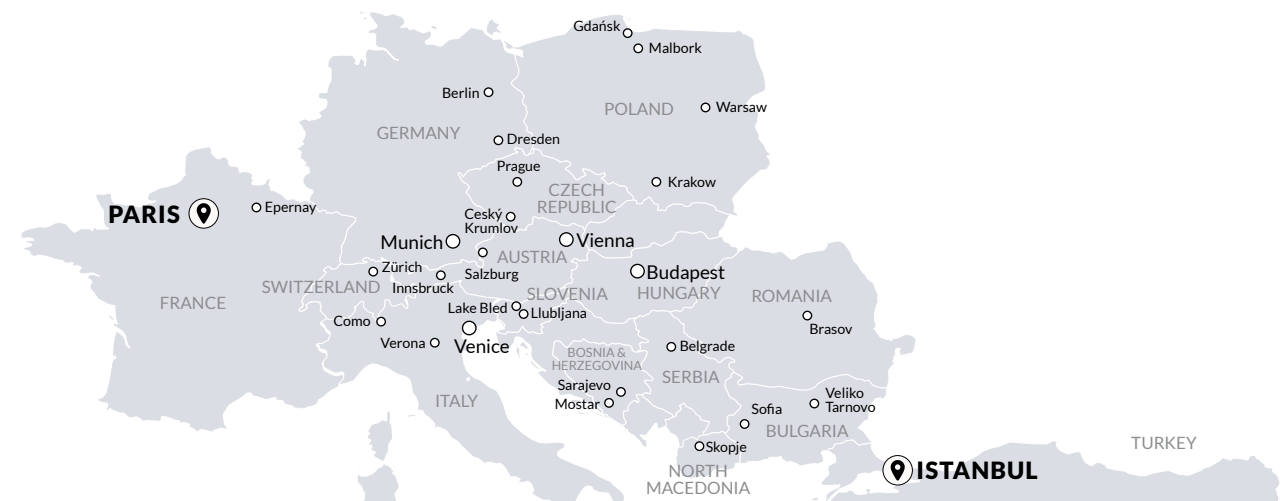 Gdańsk
Malbork
Berlin
POLAND
Warsaw
GERMANY
Dresden
Prague
Krakow
CZECH
REPUBLIC
PARIS
Epernay
Ceský
Krumlov
Munich
Vienna
AUSTRIA
Zürich
Salzburg
Budapest
SWITZERLAND
Innsbruck
HUNGARY
SLOVENIA
ROMANIA
FRANCE
Lake Bled
Llubljana
Como
Brasov
Verona
Venice
Belgrade
BOSNIA &
HERZEGOVINA
SERBIA
Sarajevo
Mostar
ITALY
Veliko
Tarnovo
Sofia
BULGARIA
Skopje
TURKEY
NORTH
MACEDONIA
ISTANBUL